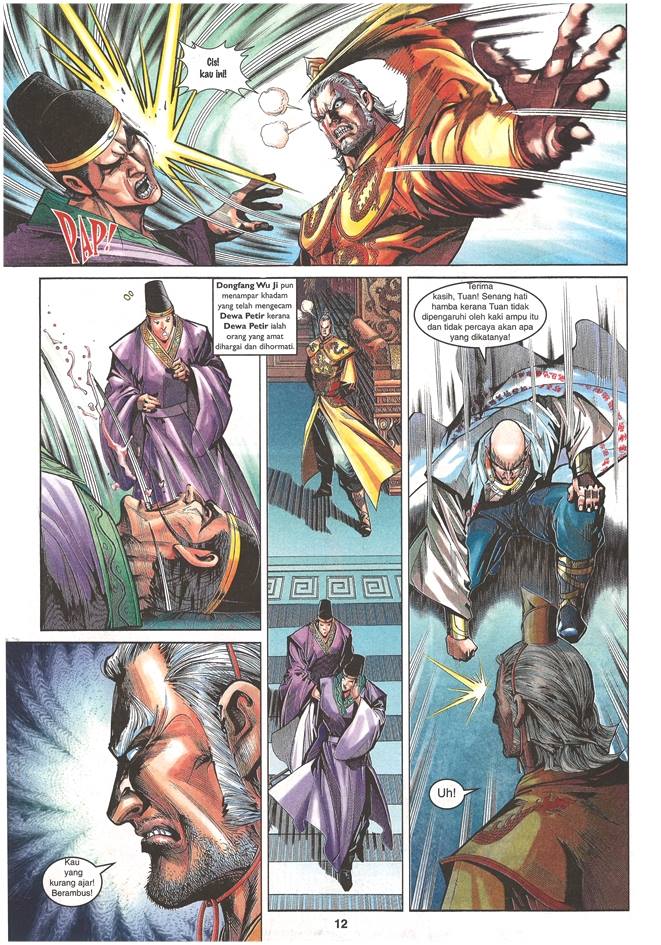 Cis!
kau ini!
PAP!
Dongfang Wu Ji pun
menampar khadam
yang telah mengecam
Dewa Petir kerana
Dewa Petir ialah
orang yang amat
dihargai dan dihormati.
Terima
kasih, Tuan! Senang hati
hamba kerana Tuan tidak
dipengaruhi oleh kaki ampu itu
dan tidak percaya akan apa
yang dikatanya!
Kau
yang
kurang ajar!
Berambus!
Uh!
12